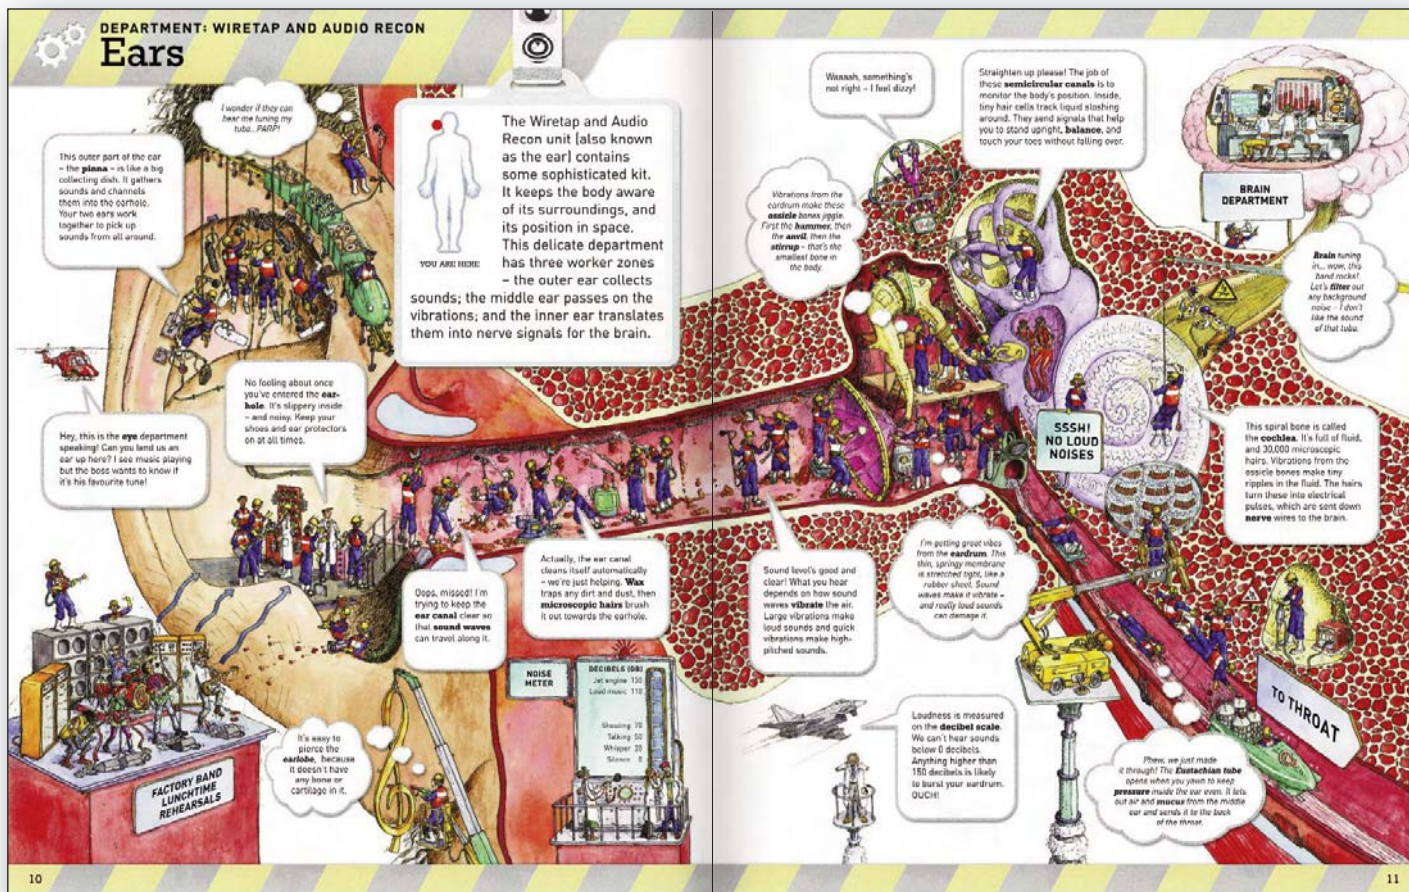 DEPARTMENT: WIRETAP AND AUDIO RECON
Ears
I wonder if they can
hear me tuning my
tuba...PARP!
This outer part of the ear
– the pinna – is like a big
collecting dish. It gathers
sounds and channels
them into the earhole.
Your two ears work
together to pick up
sounds from all around.
YOU ARE HERE
The Wiretap and Audio
Recon unit (also known
as the ear) contains
some sophisticated kit.
It keeps the body aware
of its surroundings, and
its position in space.
This delicate department
has three worker zones
– the outer ear collects
sounds; the middle ear passes on the
vibrations; and the inner ear translates
them into nerve signals for the brain.
No fooling about once
you've entered the ear-
hole. It's slippery inside
– and noisy. Keep your
shoes and ear protectors
on at all times.
Hey, this is the eye department
speaking! Can you lend us an
ear up here? I see music playing
but the boss wants to know if
it's his favourite tune!
Oops, missed! I'm
trying to keep the
ear canal clear so
that sound waves
can travel along it.
Actually, the ear canal
cleans itself automatically
– we're just helping. Wax
traps any dirt and dust, then
microscopic hairs brush
it out towards the earhole.
FACTORY BAND
LUNCHTIME
REHEARSALS
It's easy to
pierce the
earlobe, because
it doesn't have
any bone or
cartilage in it.
NOISE
METER
DECIBELS (DB)
Jet engine 130
Loud music 110
Shouting 70
Talking 50
Whisper 20
Silence 0
10
Waaaah, something's
not right – I feel dizzy!
Straighten up please! The job of
these semicircular canals is to
monitor the body's position. Inside,
tiny hair cells track liquid sloshing
around. They send signals that help
you to stand upright, balance, and
touch your toes without falling over.
Vibrations from the
eardrum make these
ossicle bones jiggle.
First the hammer, then
the anvil, then the
stirrup – that's the
smallest bone in
the body.
BRAIN
DEPARTMENT
Brain tuning
in... wow, this
band rocks!
Let's filter out
any background
noise – I don't
like the sound
of that tuba.
SSSH!
NO LOUD
NOISES
This spiral bone is called
the cochlea. It's full of fluid,
and 30,000 microscopic
hairs. Vibrations from the
ossicle bones make tiny
ripples in the fluid. The hairs
turn these into electrical
pulses, which are sent down
nerve wires to the brain.
Sound level's good and
clear! What you hear
depends on how sound
waves vibrate the air.
Large vibrations make
loud sounds and quick
vibrations make high-
pitched sounds.
I'm getting great vibes
from the eardrum. This
thin, springy membrane
is stretched tight, like a
rubber sheet. Sound
waves make it vibrate –
and really loud sounds
can damage it.
Loudness is measured
on the decibel scale.
We can't hear sounds
below 0 decibels.
Anything higher than
150 decibels is likely
to burst your eardrum.
OUCH!
TO THROAT
Phew, we just made
it through! The Eustachian tube
opens when you yawn to keep
pressure inside the ear even. It lets
out air and mucus from the middle
ear and sends it to the back
of the throat.
11